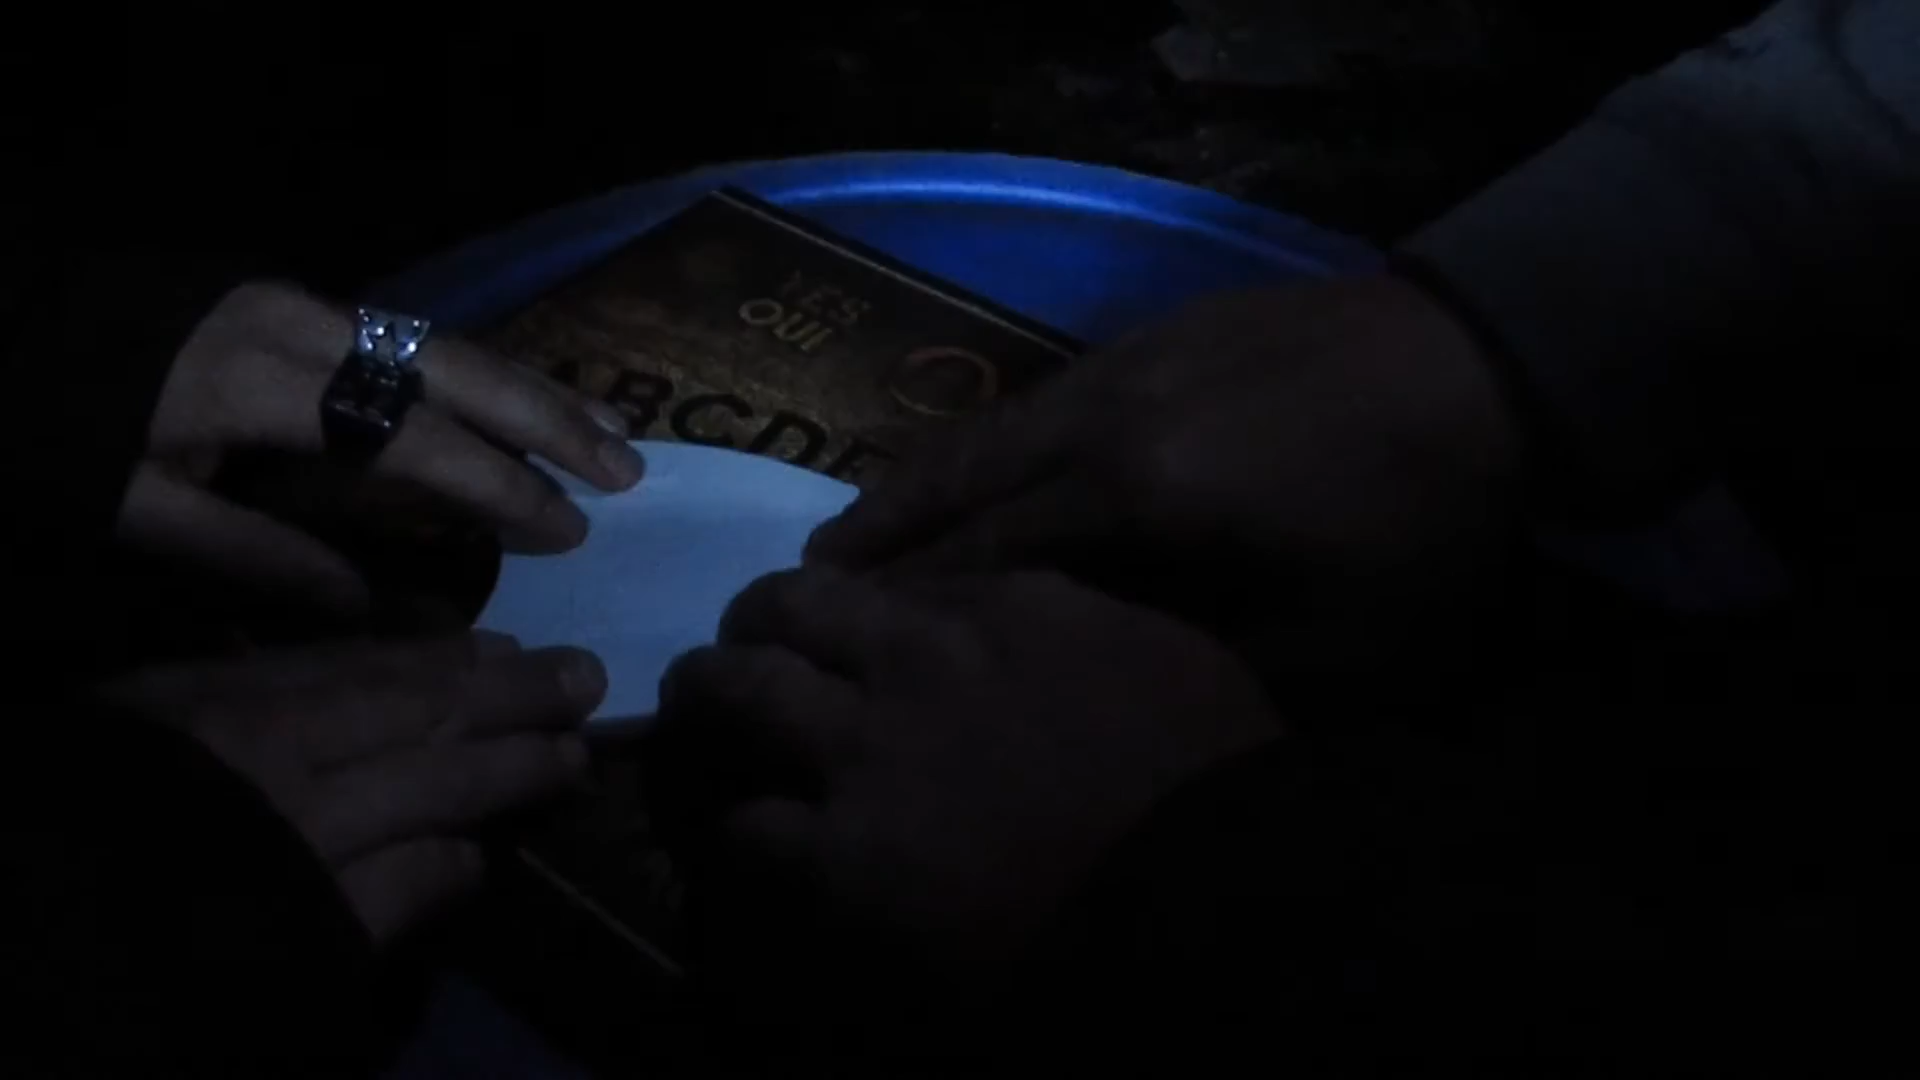 YES
OUI
ABCDE